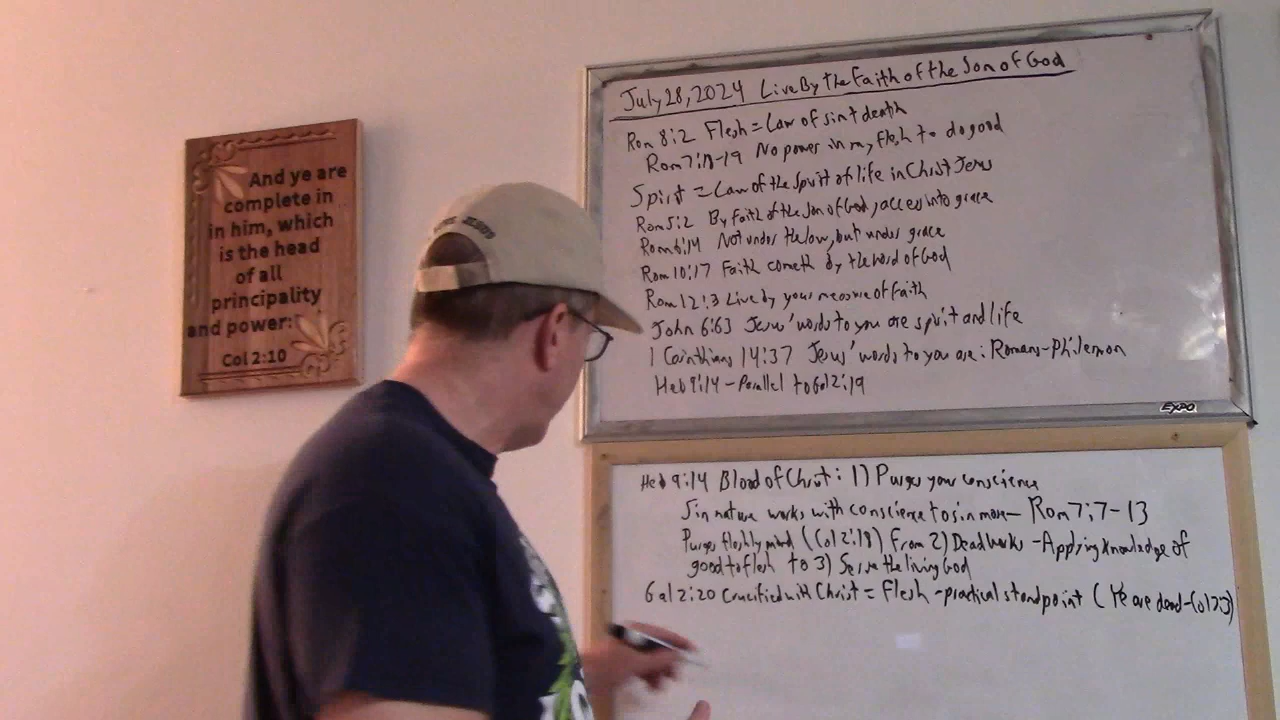 And ye are
complete in
in him, which
is the head
of all
principality
and power:
Col 2:10
JESUS
July 28, 2024 Live By the Faith of the Son of God
Rom 8:2 Flesh = Law of sin + death
Rom 7:18-19 No power in my flesh to do good
Spirit = Law of the Spirit of life in Christ Jesus
Rom 5:2 By faith of the Son of God, access into grace
Rom 6:14 Not under the law, but under grace
Rom 10:17 Faith cometh by the word of God
Rom 12:3 Live by your measure of faith
John 6:63 Jesus' words to you are spirit and life
1 Corinthians 14:37 Jesus' words to you are: Romans-Philemon
Heb 9:14 - Parallel to Gal 2:19
EXPO
Heb 9:14 Blood of Christ: 1) Purges your conscience
Sin nature works with conscience to sin more - Rom 7:7-13
Purges fleshly mind (Col 2:18) from 2) Dead works - Applying knowledge of
good to flesh to 3) Serve the living God
Gal 2:20 Crucified with Christ = Flesh - practical standpoint (Ye are dead - Col 3:3)